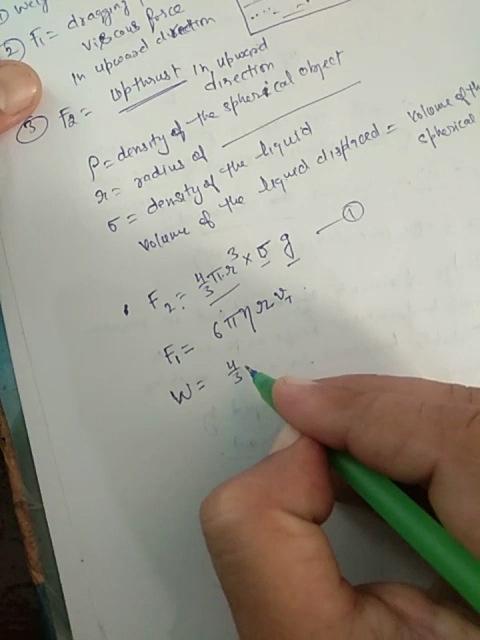 ① weig
② F₁ = dragging
viscous force
in upward direction
③ F₂ = Upthrust in upward
direction
ρ = density of the spherical object
r = radius of
σ = density of the liquid
volume of the liquid displaced = volume of the
spherical
F₂ = 4/3 πr³ × σ g — ①
F₁ = 6πηrv_T
W = 4/3